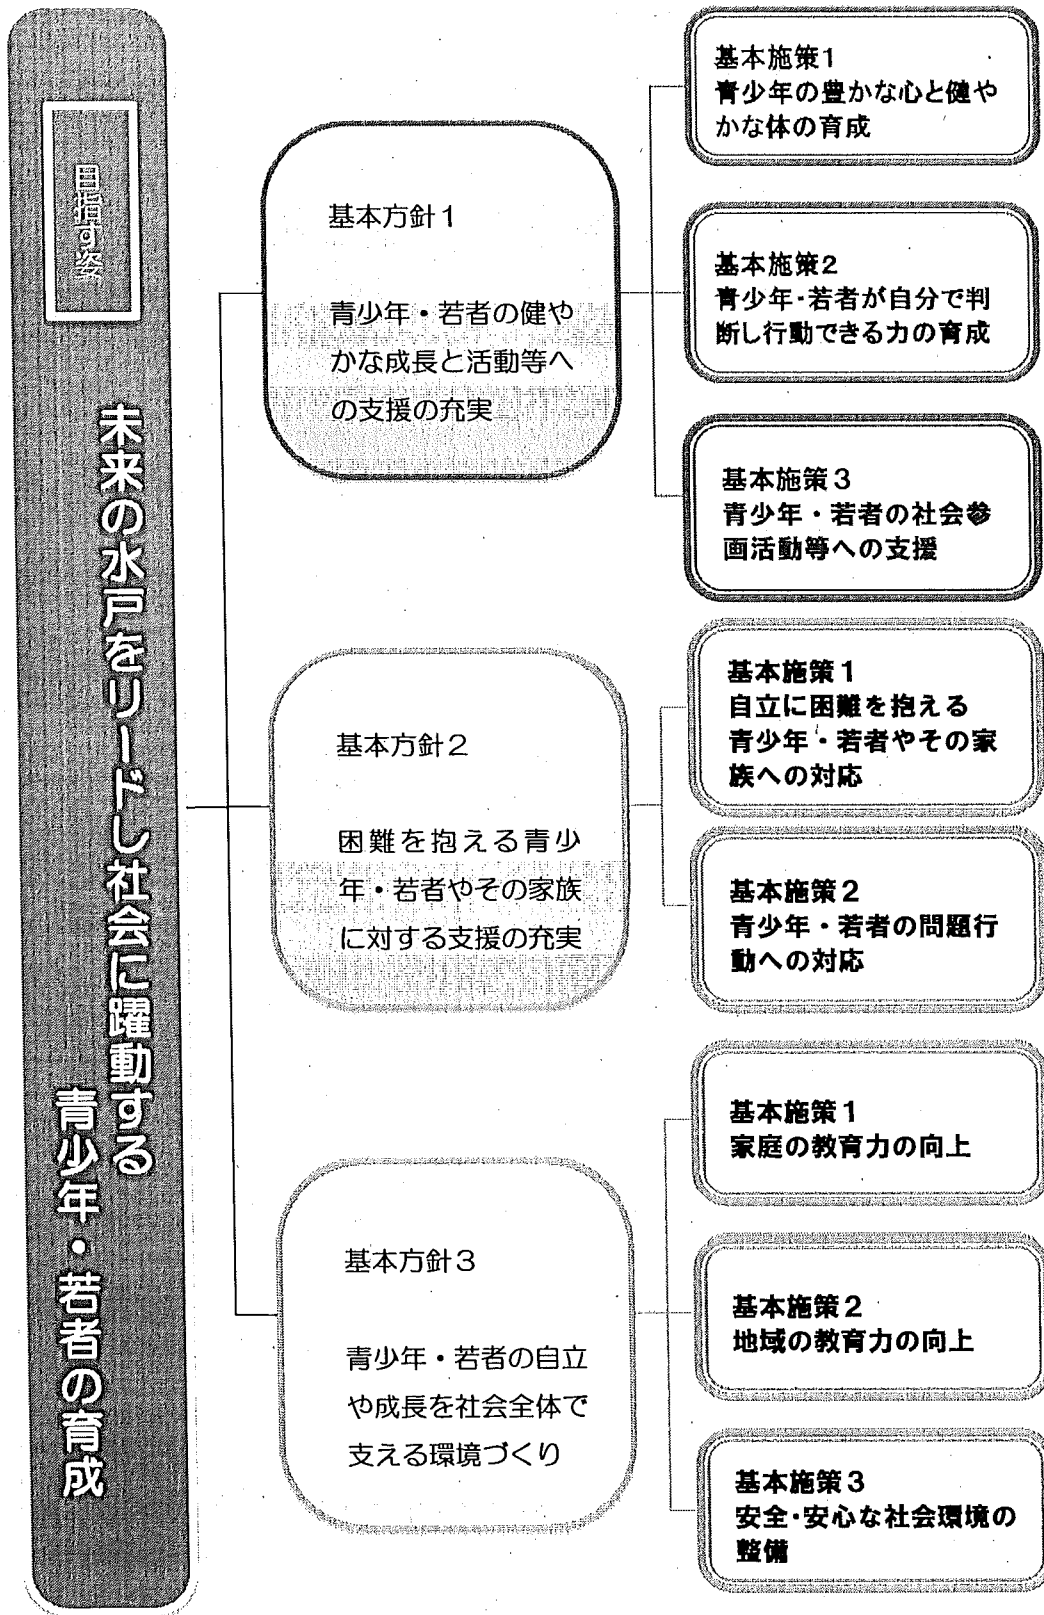 目指す姿
未来の水戸をリードし社会に躍動する
青少年・若者の育成
基本方針1
青少年・若者の健や
かな成長と活動等へ
の支援の充実
基本施策1
青少年の豊かな心と健や
かな体の育成
基本施策2
青少年・若者が自分で判
断し行動できる力の育成
基本施策3
青少年・若者の社会参
画活動等への支援
基本方針2
困難を抱える青少
年・若者やその家族
に対する支援の充実
基本施策1
自立に困難を抱える
青少年・若者やその家
族への対応
基本施策2
青少年・若者の問題行
動への対応
基本方針3
青少年・若者の自立
や成長を社会全体で
支える環境づくり
基本施策1
家庭の教育力の向上
基本施策2
地域の教育力の向上
基本施策3
安全・安心な社会環境の
整備